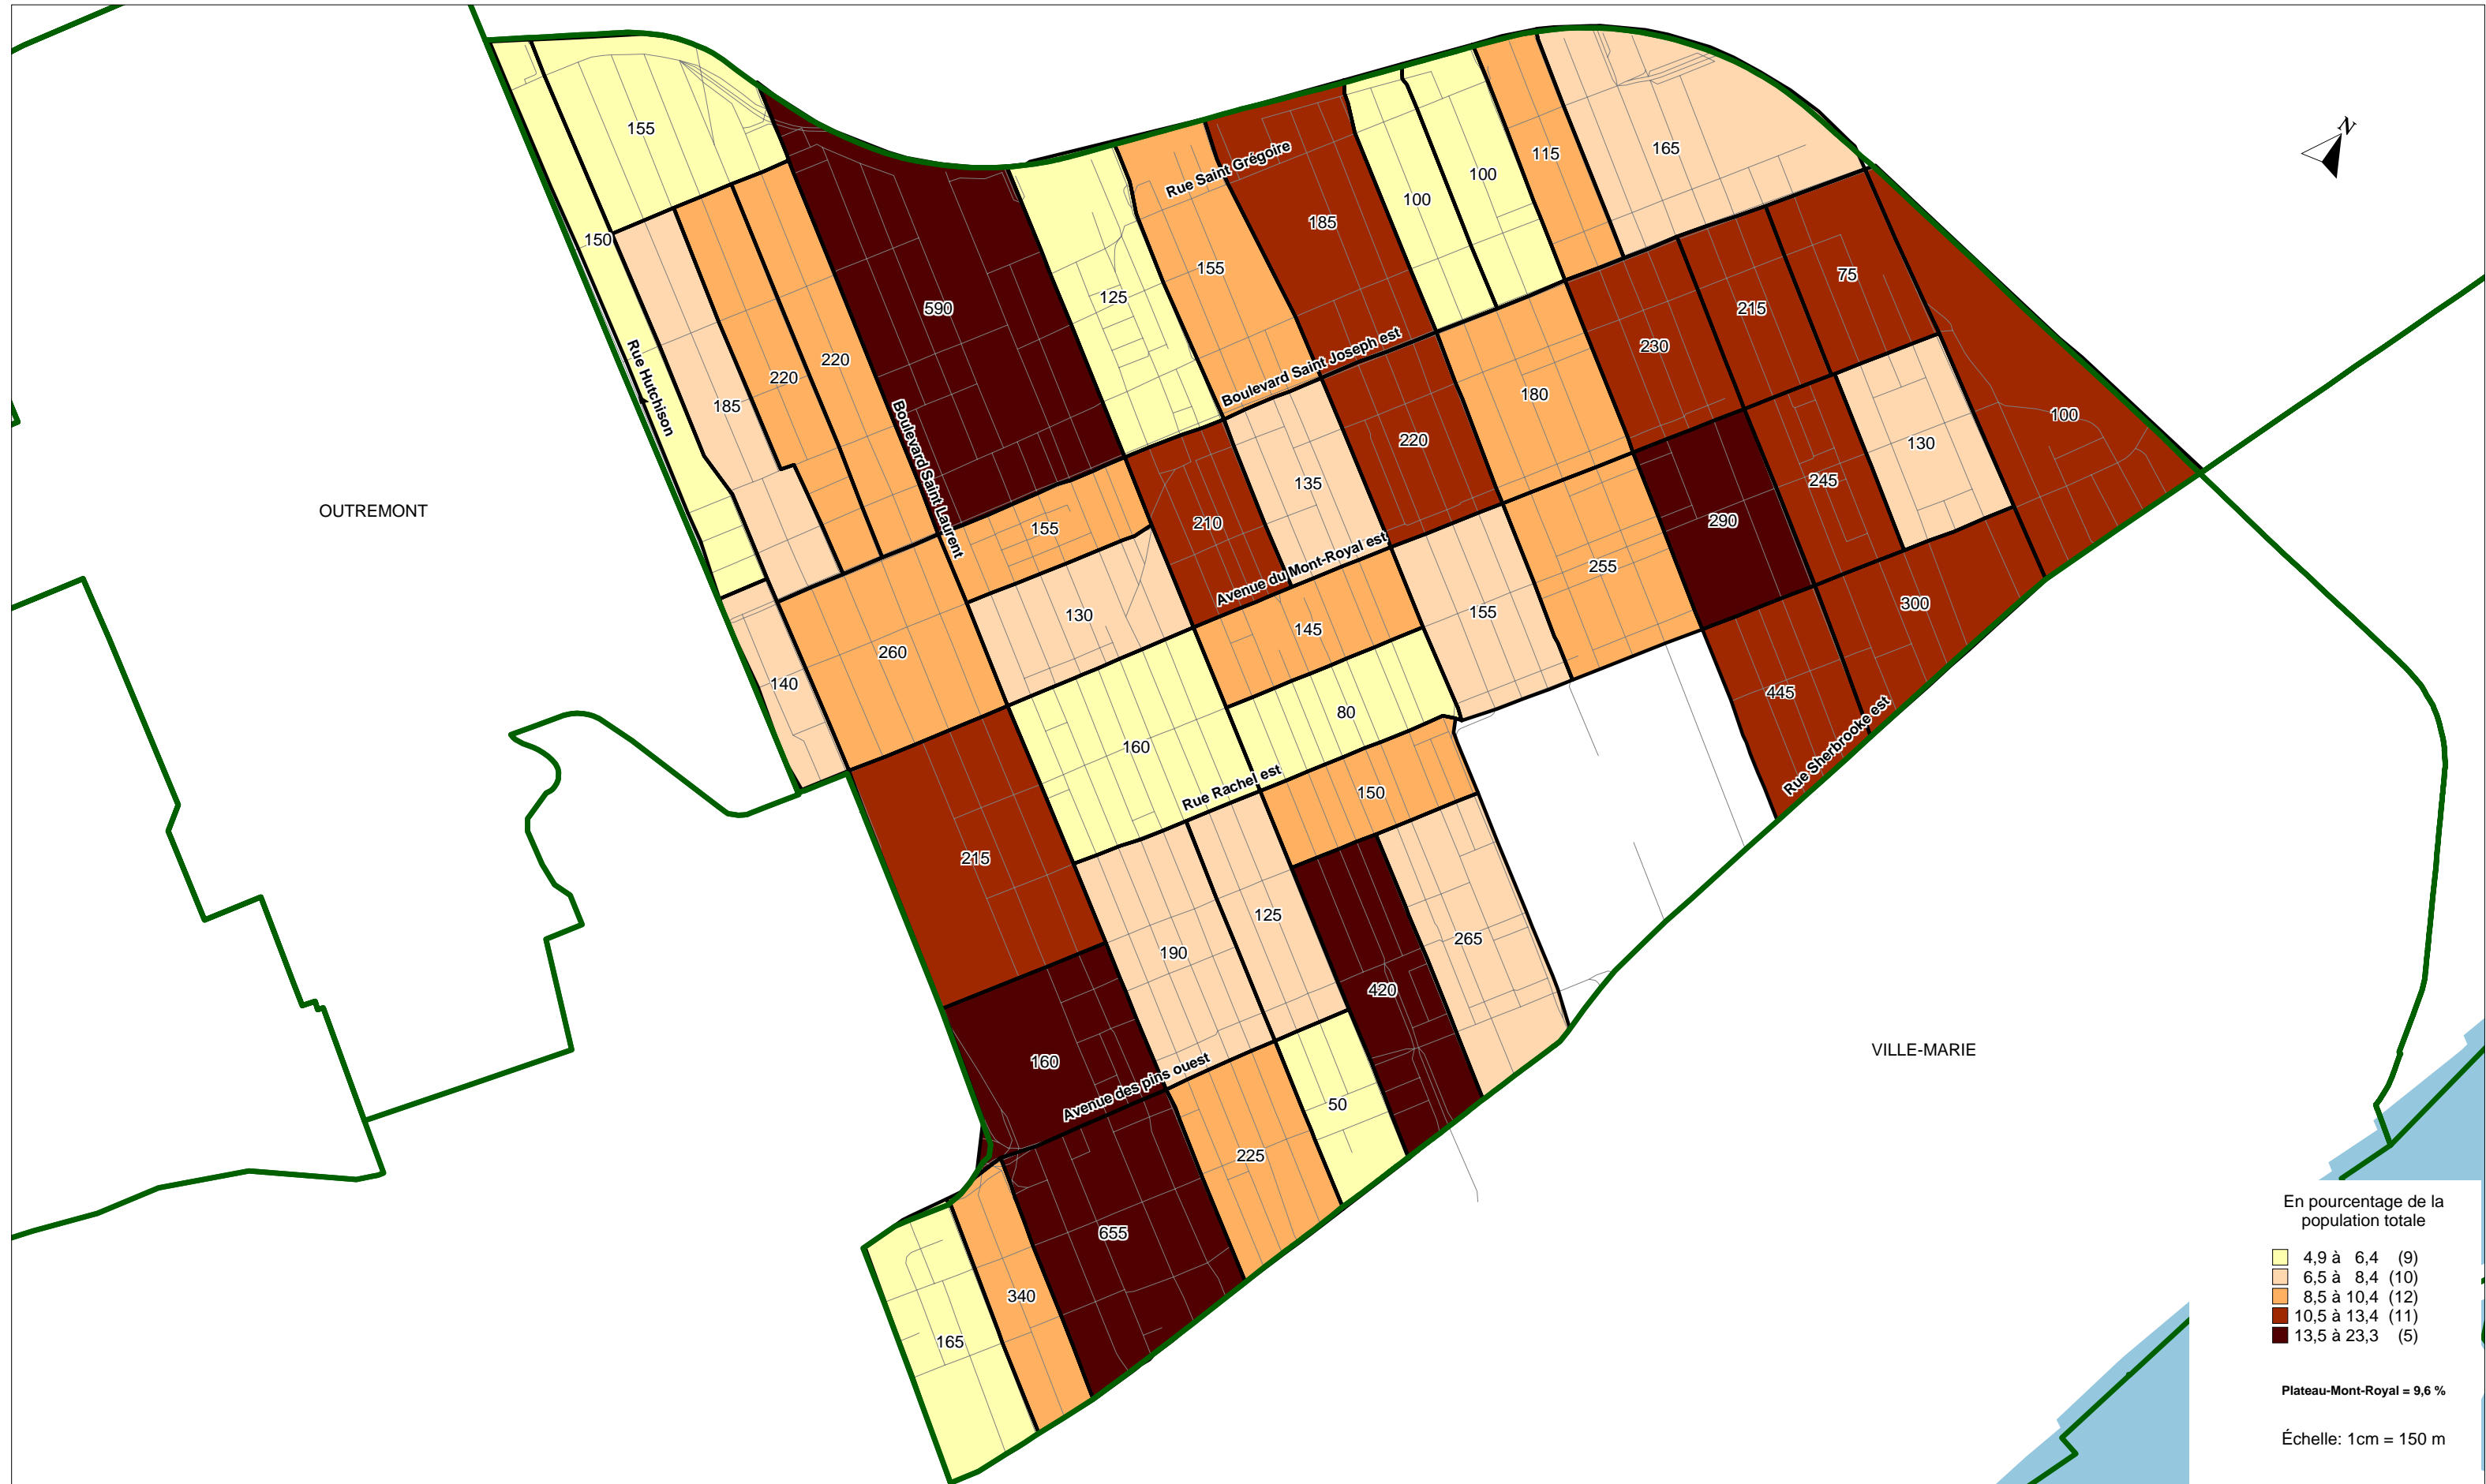 N
155
165
115
100
100
150
185
590
125
155
Rue Saint Grégoire
75
215
230
220
220
185
Rue Hutchison
Boulevard Saint Laurent
Boulevard Saint Joseph est
180
220
135
210
100
130
245
290
255
155
OUTREMONT
130
Avenue du Mont-Royal est
145
155
300
445
140
260
160
80
Rue Rachel est
150
Rue Sherbrooke est
215
190
125
265
420
VILLE-MARIE
160
Avenue des pins ouest
50
225
655
340
165
En pourcentage de la
population totale
4,9 à 6,4 (9)
6,5 à 8,4 (10)
8,5 à 10,4 (12)
10,5 à 13,4 (11)
13,5 à 23,3 (5)
Plateau-Mont-Royal = 9,6 %
Échelle: 1cm = 150 m